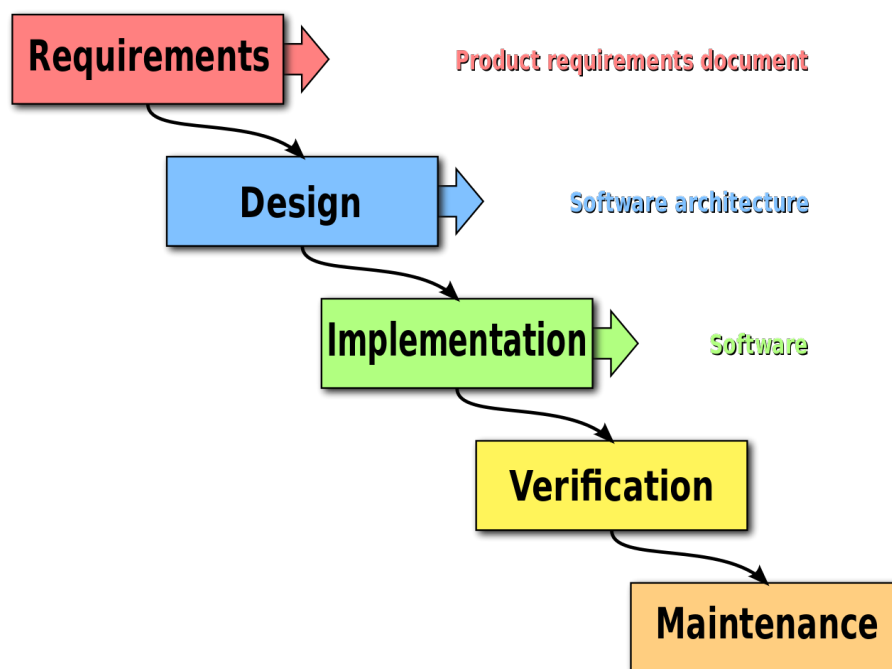 Requirements
Product requirements document
Design
Software architecture
Implementation
Software
Verification
Maintenance